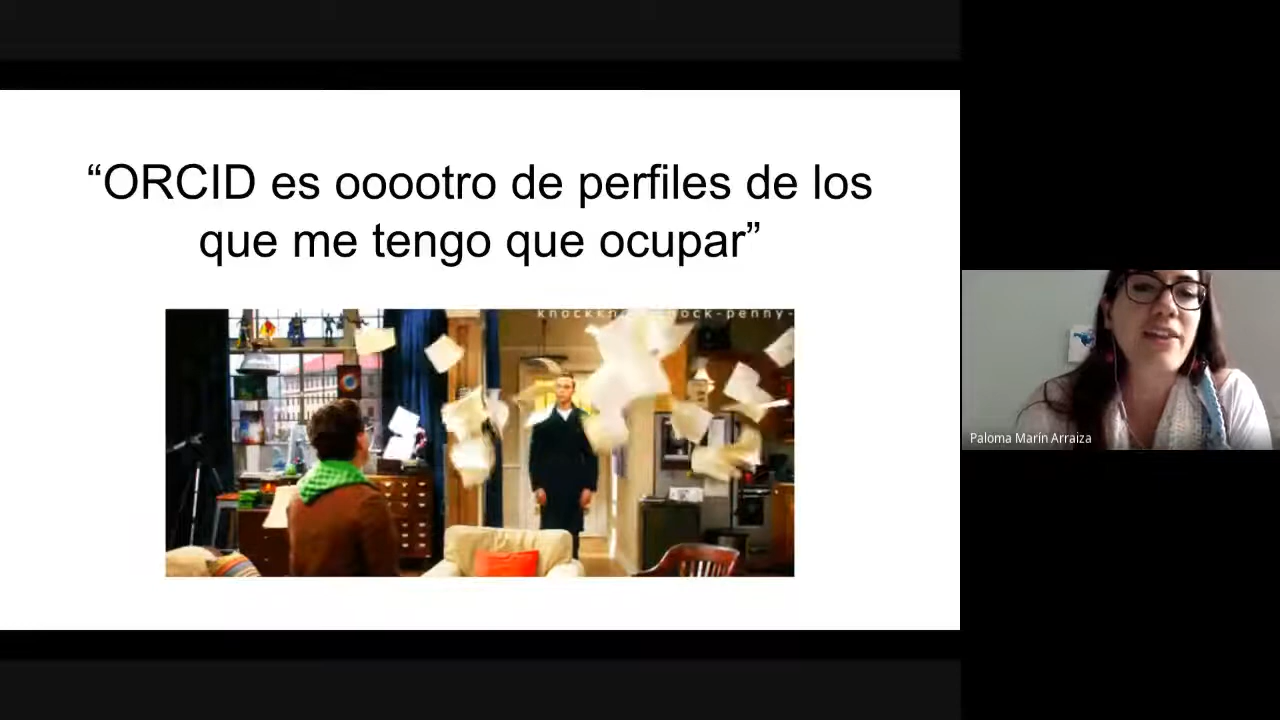 “ORCID es ooootro de perfiles de los
que me tengo que ocupar”
Paloma Marín Arraiza